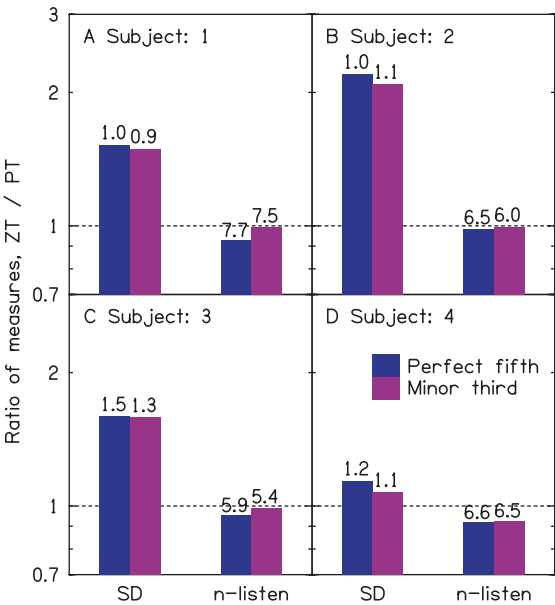 3
A Subject: 1
B Subject: 2
1.0
1.1
2
1.0 0.9
7.7 7.5
6.5 6.0
1
0.7
C Subject: 3
D Subject: 4
2
Perfect fifth
Minor third
1.5 1.3
1.2
1.1
5.9 5.4
6.6 6.5
1
0.7
SD
n-listen
SD
n-listen
Ratio of measures, ZT / PT